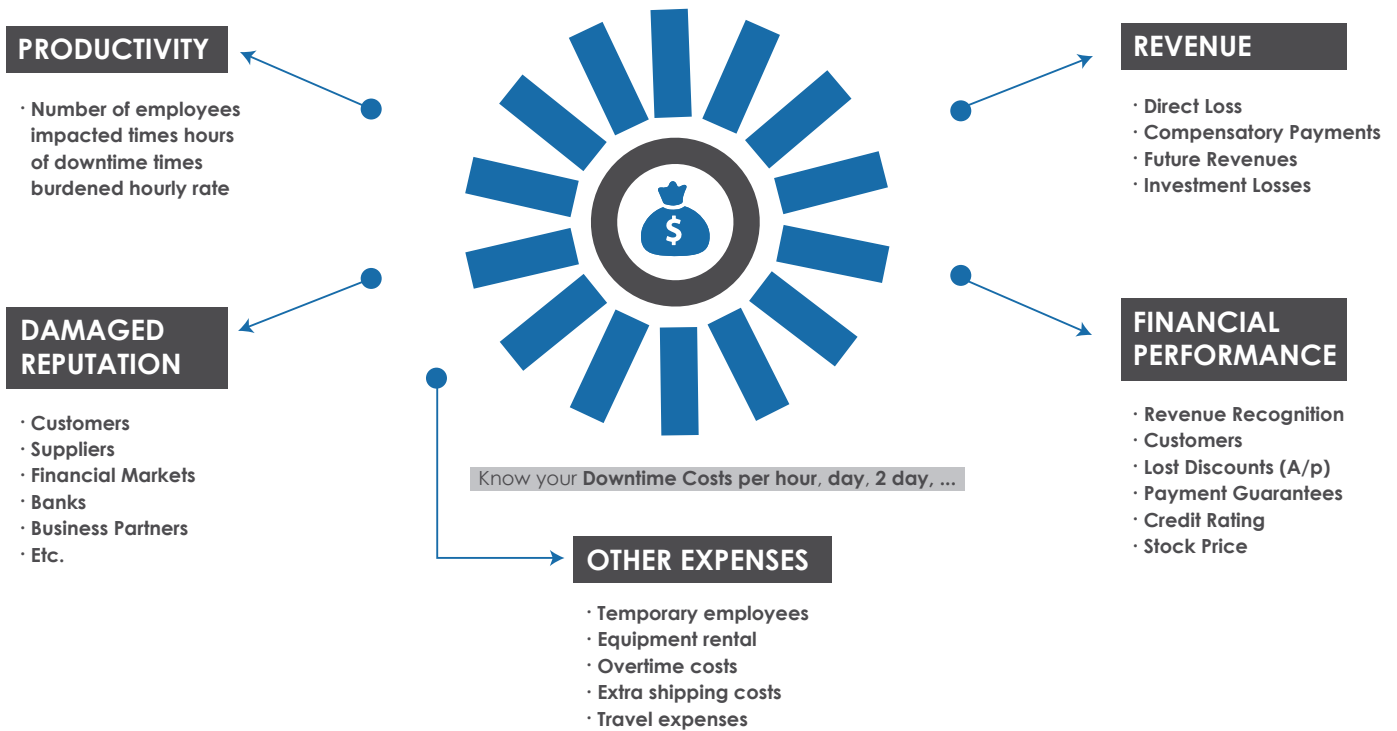 PRODUCTIVITY
· Number of employees
impacted times hours
of downtime times
burdened hourly rate
REVENUE
· Direct Loss
· Compensatory Payments
· Future Revenues
· Investment Losses
$
DAMAGED
REPUTATION
· Customers
· Suppliers
· Financial Markets
· Banks
· Business Partners
· Etc.
FINANCIAL
PERFORMANCE
· Revenue Recognition
· Customers
· Lost Discounts (A/p)
· Payment Guarantees
· Credit Rating
· Stock Price
Know your Downtime Costs per hour, day, 2 day, ...
OTHER EXPENSES
· Temporary employees
· Equipment rental
· Overtime costs
· Extra shipping costs
· Travel expenses